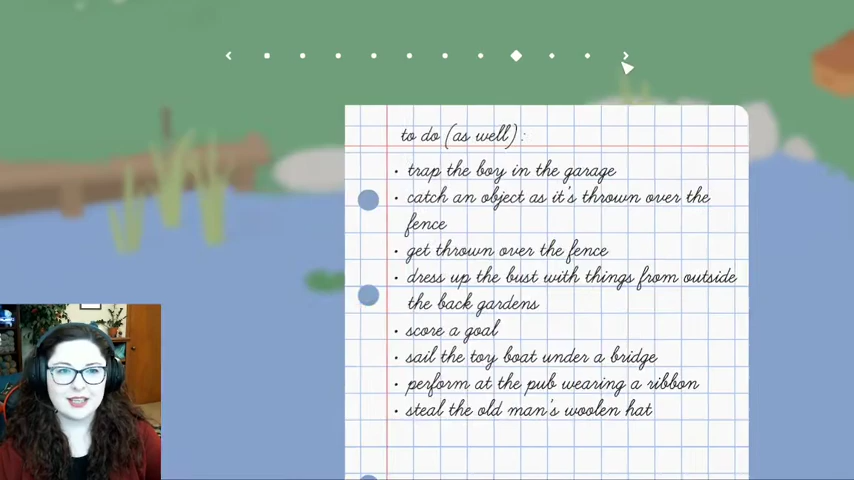 to do (as well):
• trap the boy in the garage
• catch an object as it's thrown over the
fence
• get thrown over the fence
• dress up the bust with things from outside
the back gardens
• score a goal
• sail the toy boat under a bridge
• perform at the pub wearing a ribbon
• steal the old man's woolen hat